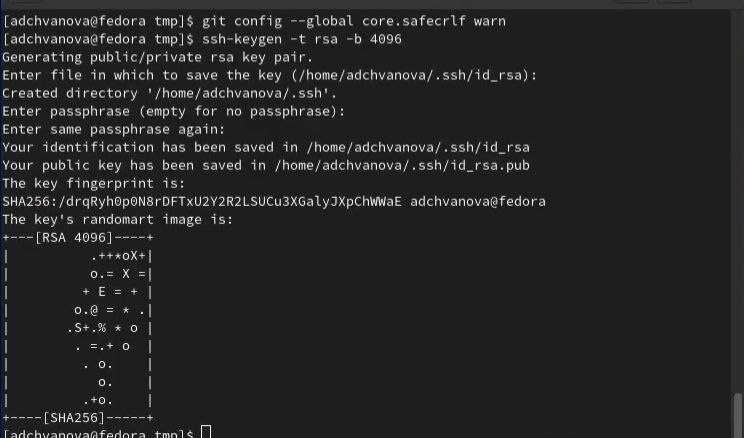 [adchvanova@fedora tmp]$ git config --global core.safecrlf warn
[adchvanova@fedora tmp]$ ssh-keygen -t rsa -b 4096
Generating public/private rsa key pair.
Enter file in which to save the key (/home/adchvanova/.ssh/id_rsa):
Created directory '/home/adchvanova/.ssh'.
Enter passphrase (empty for no passphrase):
Enter same passphrase again:
Your identification has been saved in /home/adchvanova/.ssh/id_rsa
Your public key has been saved in /home/adchvanova/.ssh/id_rsa.pub
The key fingerprint is:
SHA256:/drqRyh0p0N8rDFTxU2Y2R2LSUCu3XGalyJXpChWWaE adchvanova@fedora
The key's randomart image is:
+---[RSA 4096]----+
|          .++*oX+|
|          o.= X =|
|         + E = + |
|        o.@ = * .|
|       .S+.% * o |
|        . =.+ o  |
|         . o.    |
|           o.    |
|         .+o.    |
+----[SHA256]-----+
[adchvanova@fedora tmp]$